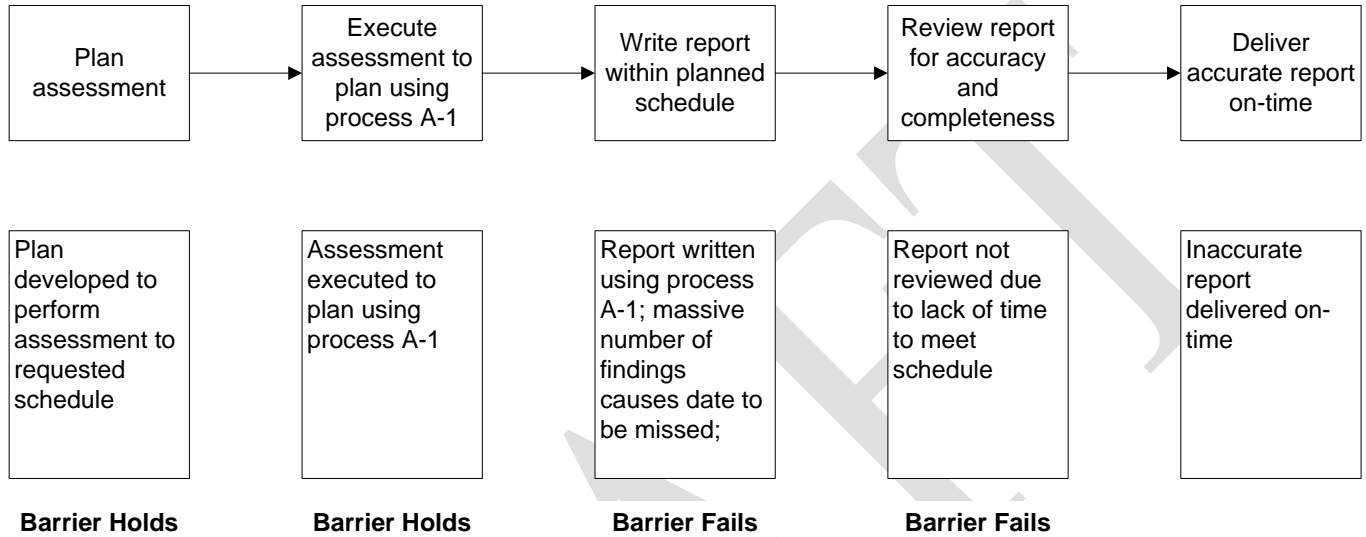 Plan
assessment
Execute
assessment to
plan using
process A-1
Write report
within planned
schedule
Review report
for accuracy
and
completeness
Deliver
accurate report
on-time
Plan
developed to
perform
assessment to
requested
schedule
Assessment
executed to
plan using
process A-1
Report written
using process
A-1; massive
number of
findings
causes date to
be missed;
Report not
reviewed due
to lack of time
to meet
schedule
Inaccurate
report
delivered on-
time
Barrier Holds
Barrier Holds
Barrier Fails
Barrier Fails